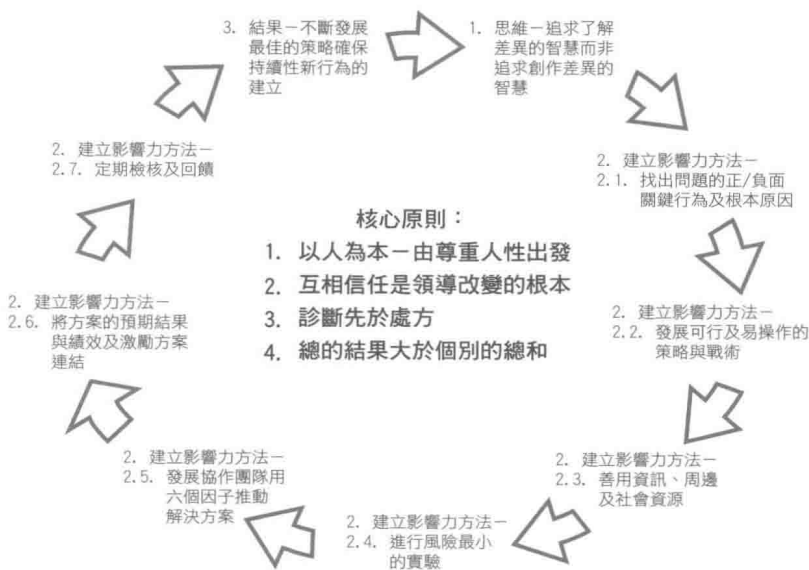 3. 結果－不斷發展
最佳的策略確保
持續性新行為的
建立
1. 思維－追求了解
差異的智慧而非
追求創作差異的
智慧
2. 建立影響力方法－
2.1. 找出問題的正/負面
關鍵行為及根本原因
2. 建立影響力方法－
2.2. 發展可行及易操作的
策略與戰術
2. 建立影響力方法－
2.3. 善用資訊、周邊
及社會資源
2. 建立影響力方法－
2.4. 進行風險最小
的實驗
2. 建立影響力方法－
2.5. 發展協作團隊用
六個因子推動
解決方案
2. 建立影響力方法－
2.6. 將方案的預期結果
與績效及激勵方案
連結
2. 建立影響力方法－
2.7. 定期檢核及回饋
核心原則：
1. 以人為本－由尊重人性出發
2. 互相信任是領導改變的根本
3. 診斷先於處方
4. 總的結果大於個別的總和